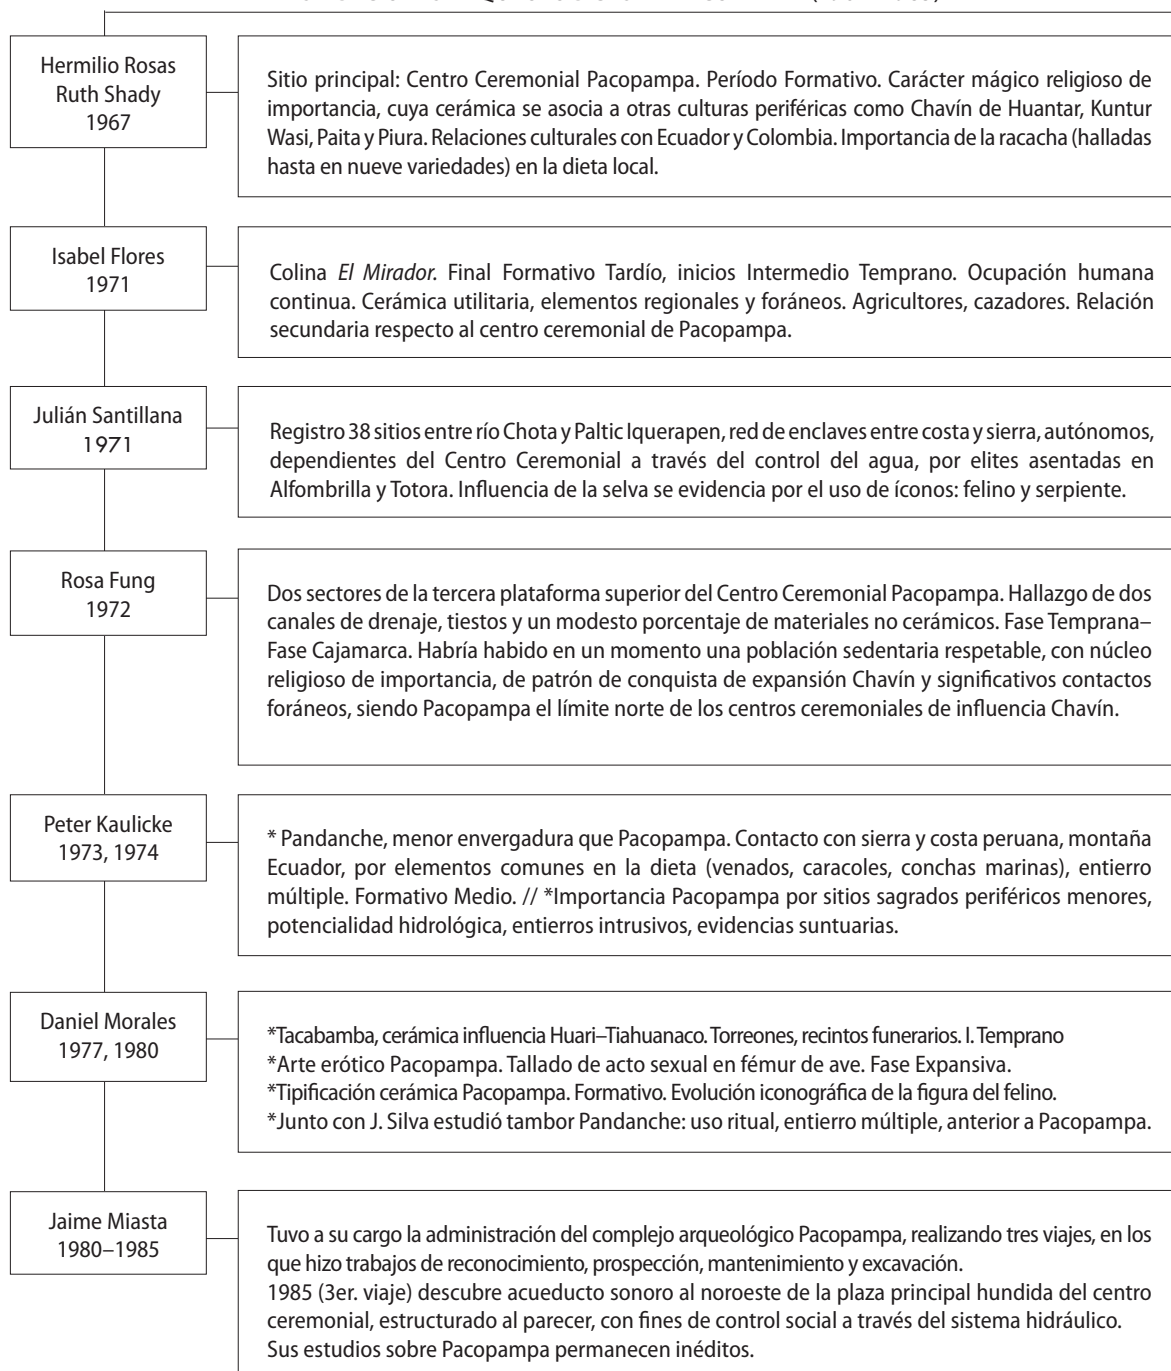 Hermilio Rosas
Ruth Shady
1967
Sitio principal: Centro Ceremonial Pacopampa. Período Formativo. Carácter mágico religioso de
importancia, cuya cerámica se asocia a otras culturas periféricas como Chavín de Huantar, Kuntur
Wasi, Paita y Piura. Relaciones culturales con Ecuador y Colombia. Importancia de la racacha (halladas
hasta en nueve variedades) en la dieta local.
Isabel Flores
1971
Colina El Mirador. Final Formativo Tardío, inicios Intermedio Temprano. Ocupación humana
continua. Cerámica utilitaria, elementos regionales y foráneos. Agricultores, cazadores. Relación
secundaria respecto al centro ceremonial de Pacopampa.
Julián Santillana
1971
Registro 38 sitios entre río Chota y Paltic Iquerapen, red de enclaves entre costa y sierra, autónomos,
dependientes del Centro Ceremonial a través del control del agua, por elites asentadas en
Alfombrilla y Totora. Influencia de la selva se evidencia por el uso de íconos: felino y serpiente.
Rosa Fung
1972
Dos sectores de la tercera plataforma superior del Centro Ceremonial Pacopampa. Hallazgo de dos
canales de drenaje, tiestos y un modesto porcentaje de materiales no cerámicos. Fase Temprana–
Fase Cajamarca. Habría habido en un momento una población sedentaria respetable, con núcleo
religioso de importancia, de patrón de conquista de expansión Chavín y significativos contactos
foráneos, siendo Pacopampa el límite norte de los centros ceremoniales de influencia Chavín.
Peter Kaulicke
1973, 1974
* Pandanche, menor envergadura que Pacopampa. Contacto con sierra y costa peruana, montaña
Ecuador, por elementos comunes en la dieta (venados, caracoles, conchas marinas), entierro
múltiple. Formativo Medio. // *Importancia Pacopampa por sitios sagrados periféricos menores,
potencialidad hidrológica, entierros intrusivos, evidencias suntuarias.
Daniel Morales
1977, 1980
*Tacabamba, cerámica influencia Huari–Tiahuanaco. Torreones, recintos funerarios. I. Temprano
*Arte erótico Pacopampa. Tallado de acto sexual en fémur de ave. Fase Expansiva.
*Tipificación cerámica Pacopampa. Formativo. Evolución iconográfica de la figura del felino.
*Junto con J. Silva estudió tambor Pandanche: uso ritual, entierro múltiple, anterior a Pacopampa.
Jaime Miasta
1980–1985
Tuvo a su cargo la administración del complejo arqueológico Pacopampa, realizando tres viajes, en los
que hizo trabajos de reconocimiento, prospección, mantenimiento y excavación.
1985 (3er. viaje) descubre acueducto sonoro al noroeste de la plaza principal hundida del centro
ceremonial, estructurado al parecer, con fines de control social a través del sistema hidráulico.
Sus estudios sobre Pacopampa permanecen inéditos.